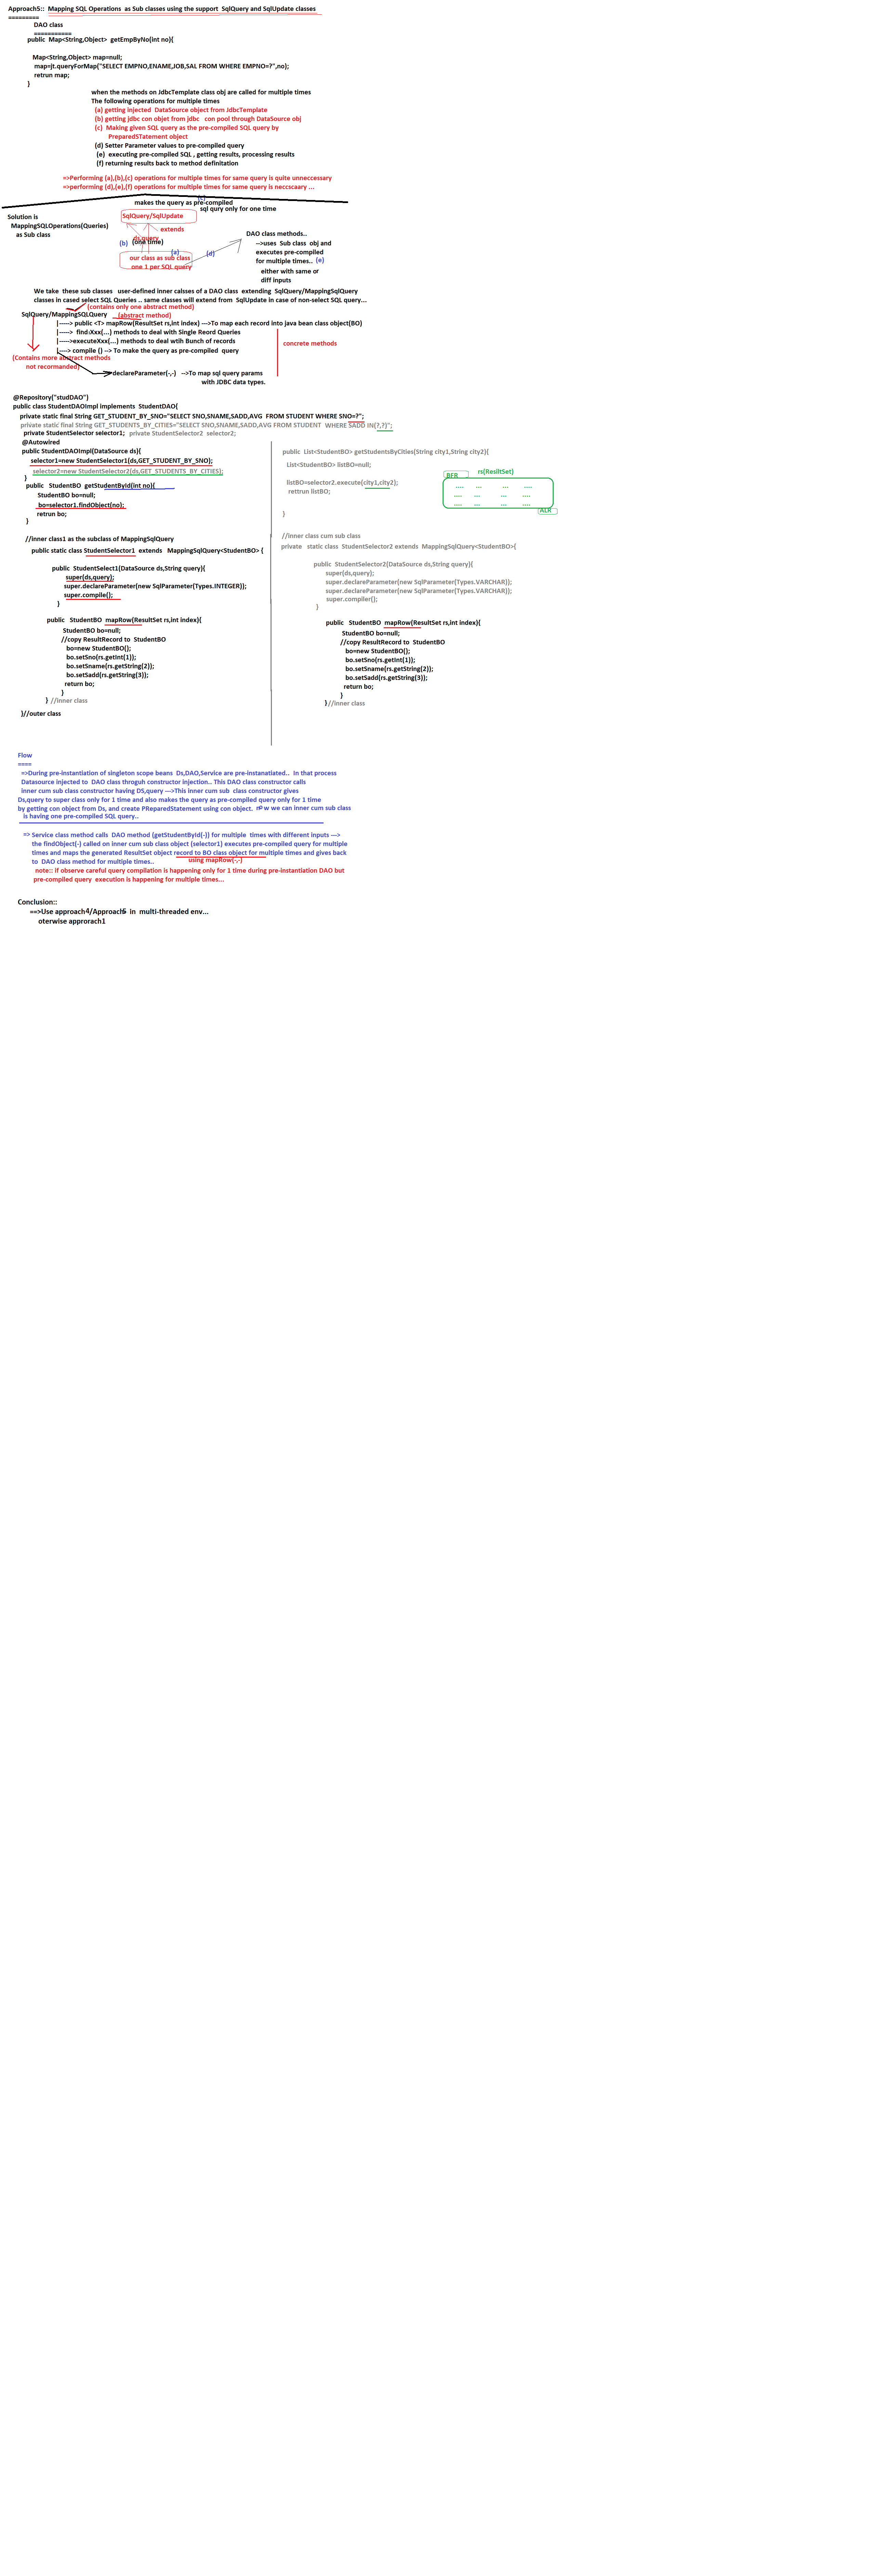 Approach5:: Mapping SQL Operations as Sub classes using the support SqlQuery and SqlUpdate classes
=========
DAO class
===========
public Map<String,Object> getEmpByNo(int no){
Map<String,Object> map=null;
map=jt.queryForMap("SELECT EMPNO,ENAME,JOB,SAL FROM WHERE EMPNO=?",no);
retrun map;
}
when the methods on JdbcTemplate class obj are called for multiple times
The following operations for multiple times
(a) getting injected DataSource object from JdbcTemplate
(b) getting jdbc con objet from jdbc con pool through DataSource obj
(c) Making given SQL query as the pre-compiled SQL query by
PreparedSTatement object
(d) Setter Parameter values to pre-compiled query
(e) executing pre-compiled SQL , getting results, processing results
(f) returning results back to method definitation
=>Performing (a),(b),(c) operations for multiple times for same query is quite unneccessary
=>performing (d),(e),(f) operations for multiple times for same query is neccscaary ...
(c)
makes the query as pre-compiled
sql qury only for one time
Solution is
MappingSQLOperations(Queries)
as Sub class
SqlQuery/SqlUpdate
extends
ds,query
(b) (one time)
(a)
(d)
our class as sub class
one 1 per SQL query
DAO class methods..
-->uses Sub class obj and
executes pre-compiled
for multiple times.. (e)
either with same or
diff inputs
We take these sub classes user-defined inner calsses of a DAO class extending SqlQuery/MappingSqlQuery
classes in cased select SQL Queries .. same classes will extend from SqlUpdate in case of non-select SQL query...
(contains only one abstract method)
SqlQuery/MappingSQLQuery (abstract method)
|-----> public <T> mapRow(ResultSet rs,int index) --->To map each record into java bean class object(BO)
|-----> findXxx(...) methods to deal with Single Reord Queries
|----->executeXxx(...) methods to deal wtih Bunch of records
|----> compile () --> To make the query as pre-compiled query
concrete methods
(Contains more abstract methods
not recormanded)
declareParameter(-,-) -->To map sql query params
with JDBC data types.
@Repository("studDAO")
public class StudentDAOImpl implements StudentDAO{
private static final String GET_STUDENT_BY_SNO="SELECT SNO,SNAME,SADD,AVG FROM STUDENT WHERE SNO=?";
private static final String GET_STUDENTS_BY_CITIES="SELECT SNO,SNAME,SADD,AVG FROM STUDENT WHERE SADD IN(?,?)";
private StudentSelector selector1; private StudentSelector2 selector2;
@Autowired
public StudentDAOImpl(DataSource ds){
selector1=new StudentSelector1(ds,GET_STUDENT_BY_SNO);
selector2=new StudentSelector2(ds,GET_STUDENTS_BY_CITIES);
}
public StudentBO getStudentById(int no){
StudentBO bo=null;
bo=selector1.findObject(no);
retrun bo;
}
//inner class1 as the subclass of MappingSqlQuery
public static class StudentSelector1 extends MappingSqlQuery<StudentBO> {
public StudentSelect1(DataSource ds,String query){
super(ds,query);
super.declareParameter(new SqlParameter(Types.INTEGER));
super.compile();
}
public StudentBO mapRow(ResultSet rs,int index){
StudentBO bo=null;
//copy ResultRecord to StudentBO
bo=new StudentBO();
bo.setSno(rs.getInt(1));
bo.setSname(rs.getString(2));
bo.setSadd(rs.getString(3));
return bo;
}
} //inner class
}//outer class
public List<StudentBO> getStudentsByCities(String city1,String city2){
List<StudentBO> listBO=null;
listBO=selector2.execute(city1,city2);
rettrun listBO;
}
BFR
rs(ResiltSet)
.... ... ... ....
.... ... ... ....
.... ... ... ....
ALR
//inner class cum sub class
private static class StudentSelector2 extends MappingSqlQuery<StudentBO>{
public StudentSelector2(DataSource ds,String query){
super(ds,query);
super.declareParameter(new SqlParameter(Types.VARCHAR));
super.declareParameter(new SqlParameter(Types.VARCHAR));
super.compiler();
}
public StudentBO mapRow(ResultSet rs,int index){
StudentBO bo=null;
//copy ResultRecord to StudentBO
bo=new StudentBO();
bo.setSno(rs.getInt(1));
bo.setSname(rs.getString(2));
bo.setSadd(rs.getString(3));
return bo;
}
}//inner class
Flow
====
=>During pre-instantiation of singleton scope beans Ds,DAO,Service are pre-Instanatiated.. In that process
Datasource injected to DAO class throguh constructor injection.. This DAO class constructor calls
inner cum sub class constructor having DS,query --->This inner cum sub class constructor gives
Ds,query to super class only for 1 time and also makes the query as pre-compiled query only for 1 time
by getting con object from Ds, and create PReparedStatement using con object. now we can inner cum sub class
is having one pre-compiled SQL query..
=> Service class method calls DAO method (getStudentById(-)) for multiple times with different inputs --->
the findObject(-) called on inner cum sub class object (selector1) executes pre-compiled query for multiple
times and maps the generated ResultSet object record to BO class object for multiple times and gives back
to DAO class method for multiple times.. using mapRow(-,-)
note:: if observe careful query compilation is happening only for 1 time during pre-instantiation DAO but
pre-compiled query execution is happening for multiple times...
Conclusion::
==>Use approach4/Approach5 in multi-threaded env...
oterwise approrach1